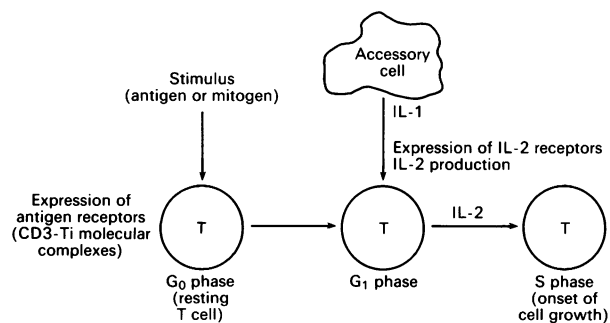 Accessory
cell
Stimulus
(antigen or mitogen)
IL-1
Expression of IL-2 receptors
IL-2 production
Expression of
antigen receptors
(CD3-Ti molecular
complexes)
T
T
IL-2
T
G0 phase
(resting
T cell)
G1 phase
S phase
(onset of
cell growth)